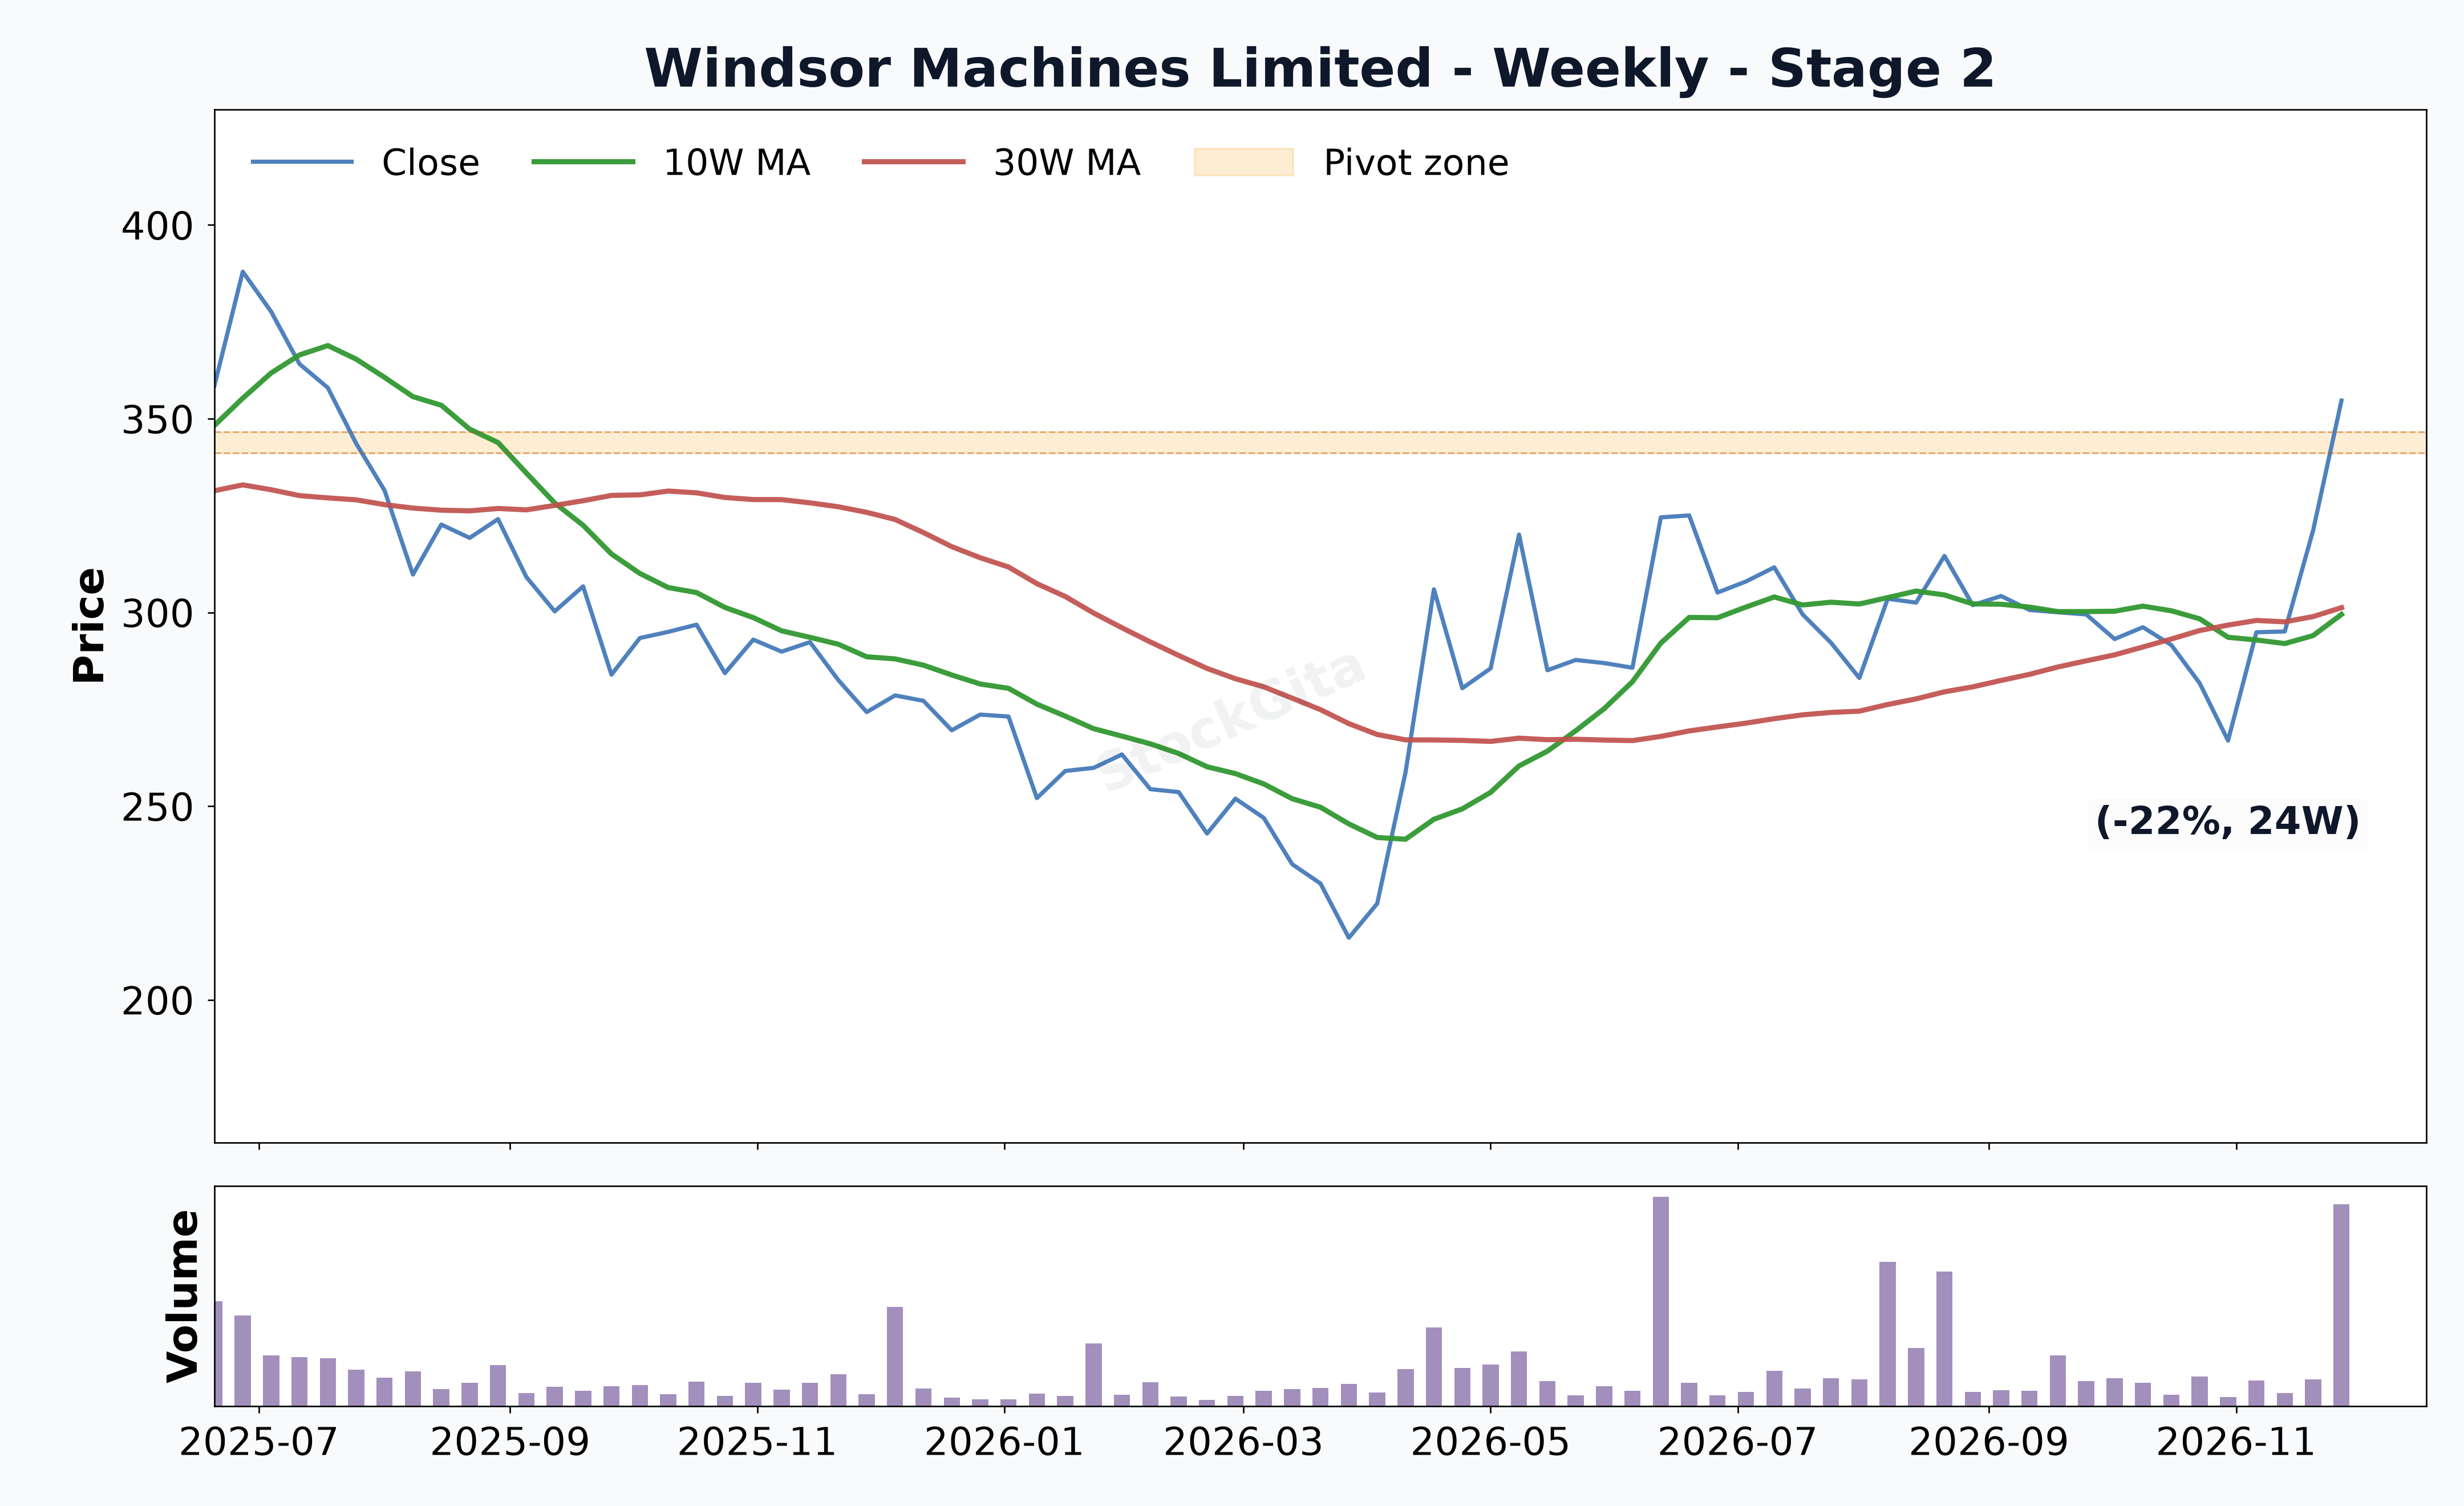 Windsor Machines Limited - Weekly - Stage 2
Close 10W MA 30W MA Pivot zone
400
350
300
250
200
Price
StockGita
(-22%, 24W)
Volume
2025-07 2025-09 2025-11 2026-01 2026-03 2026-05 2026-07 2026-09 2026-11